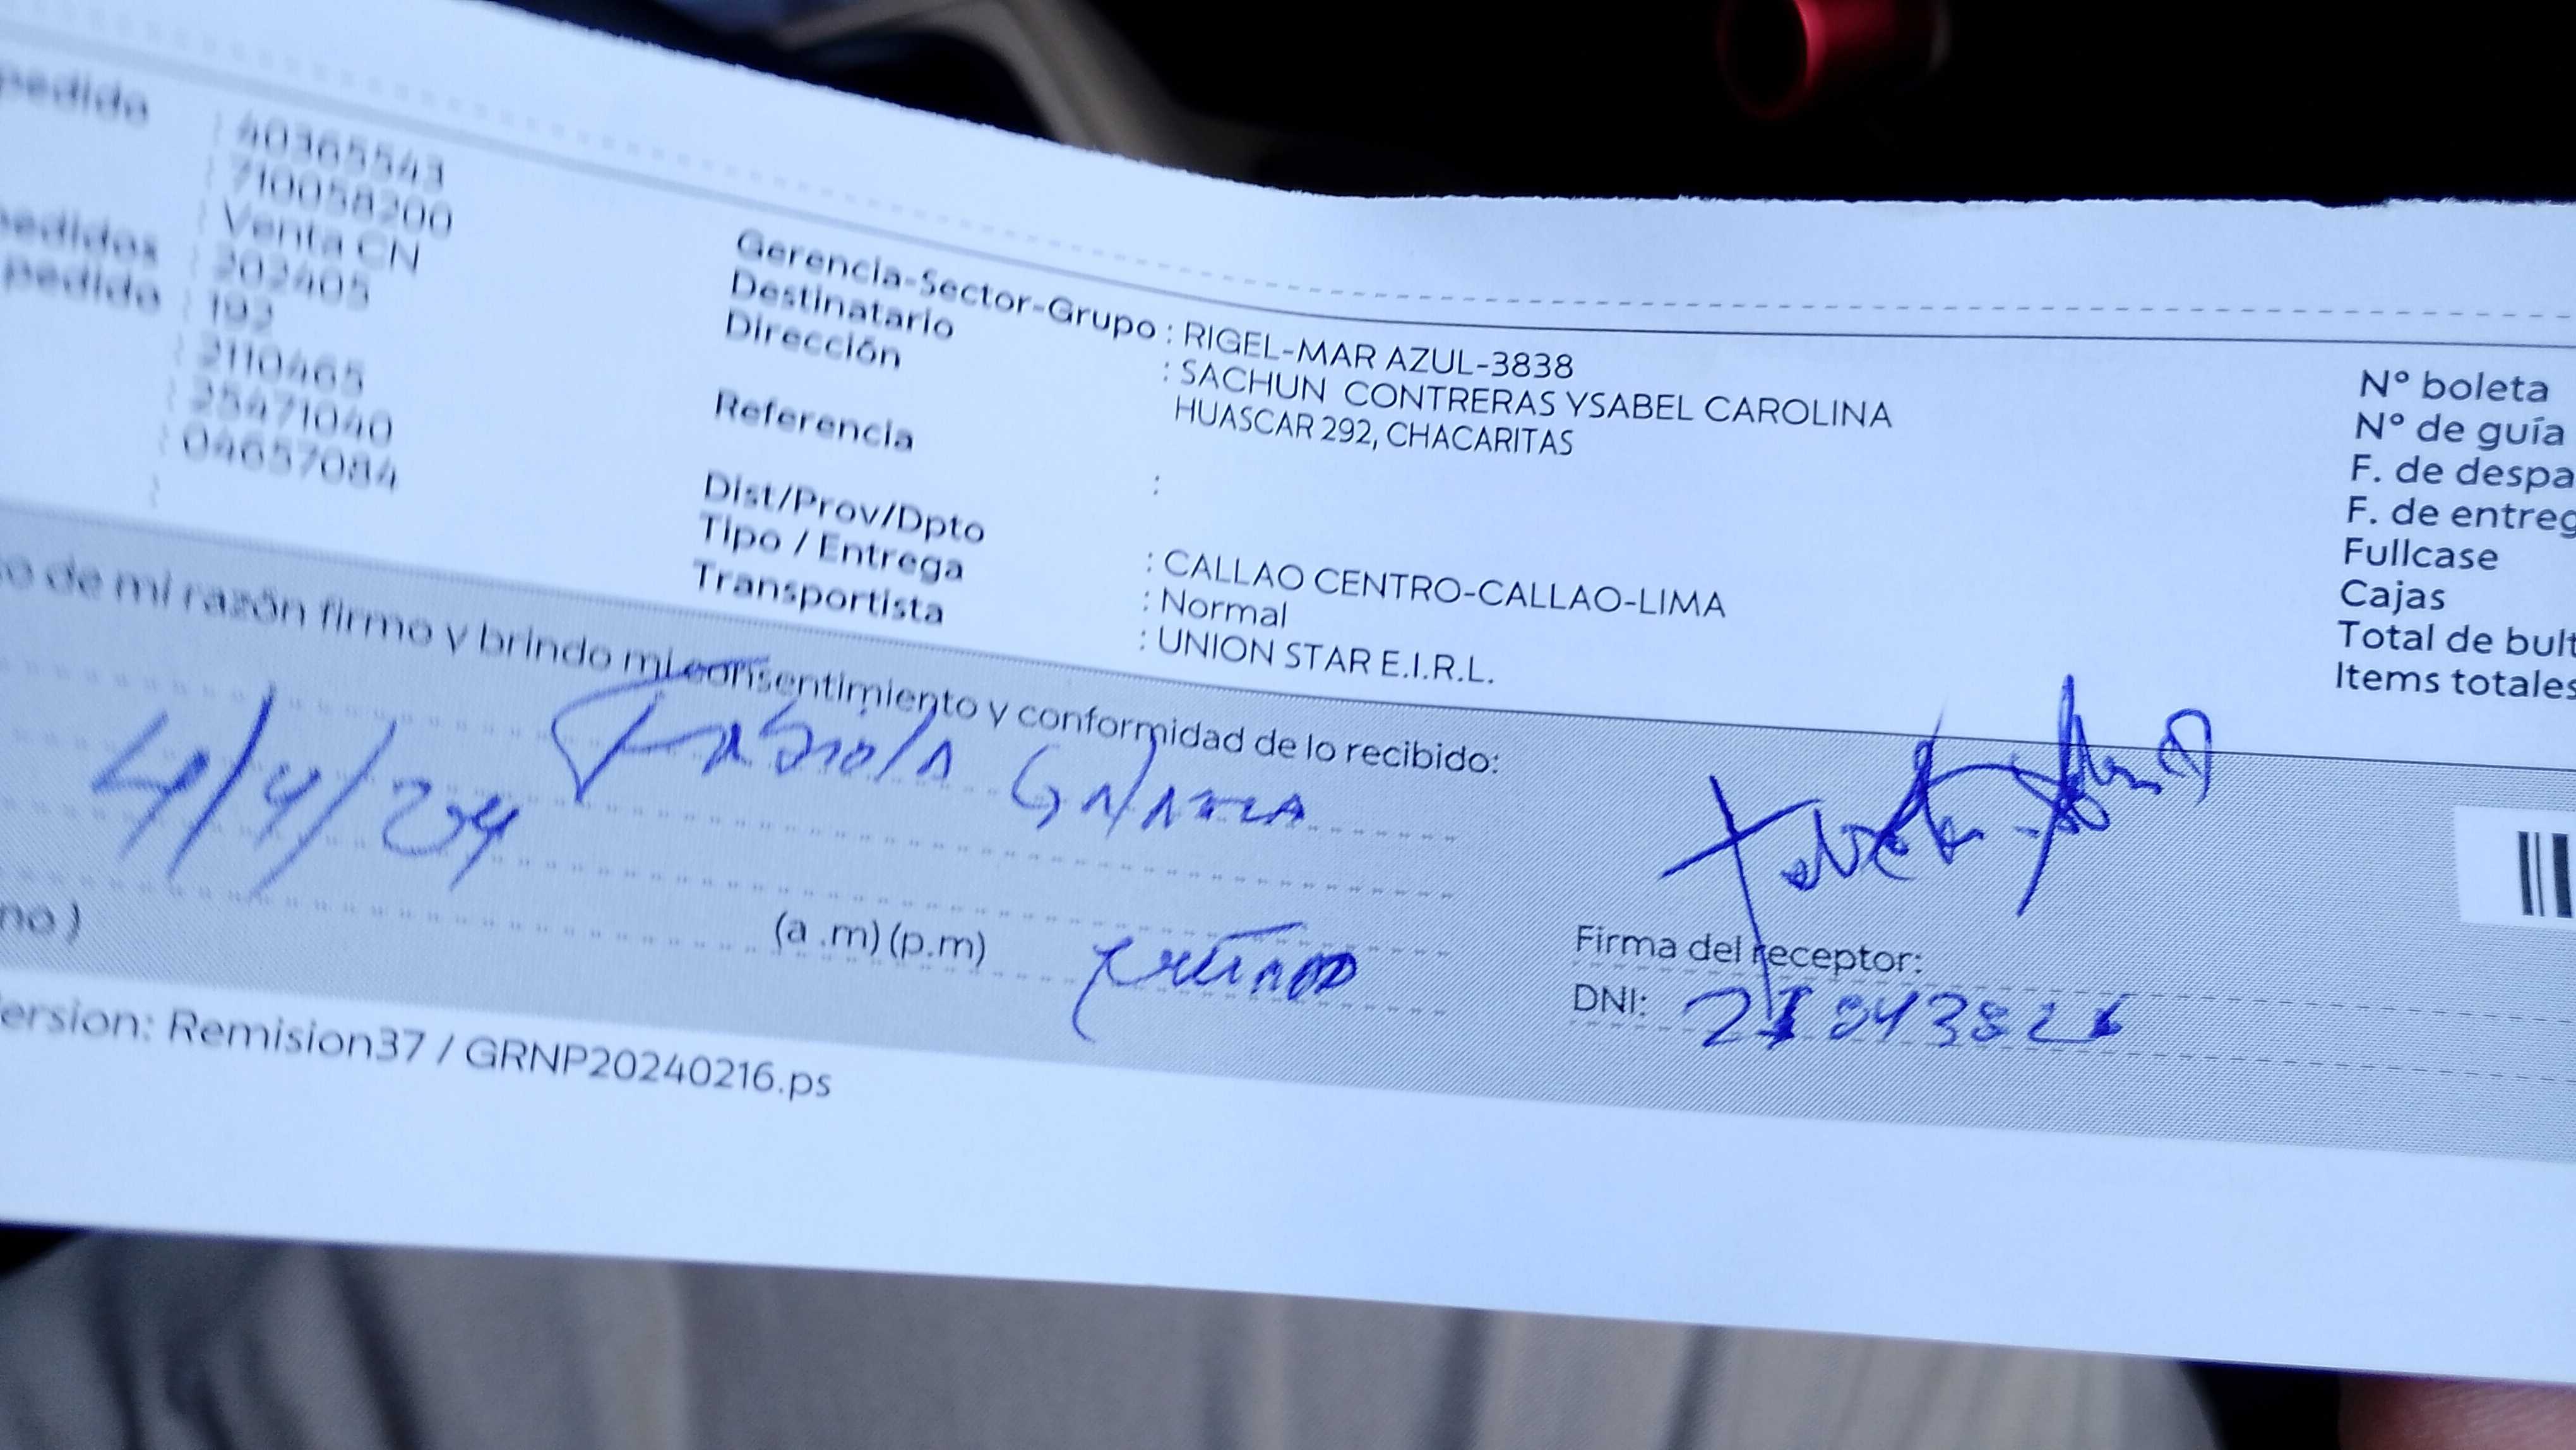 pedido : 40365543
: 710058200
: Venta CN
pedidos : 202405
pedido : 192
: 2110465
: 25471040
: 04657084
:
Gerencia-Sector-Grupo : RIGEL-MAR AZUL-3838
Destinatario : SACHUN CONTRERAS YSABEL CAROLINA
Dirección HUASCAR 292, CHACARITAS
Referencia :
Dist/Prov/Dpto : CALLAO CENTRO-CALLAO-LIMA
Tipo / Entrega : Normal
Transportista : UNION STAR E.I.R.L.
N° boleta
N° de guía
F. de despa
F. de entreg
Fullcase
Cajas
Total de bult
Items totales
o de mi razón firmo y brindo mi consentimiento y conformidad de lo recibido:
Fabiola
4/4/24
no ) (a .m) (p.m)
Firma del receptor:
DNI:
ersion: Remision37 / GRNP20240216.ps